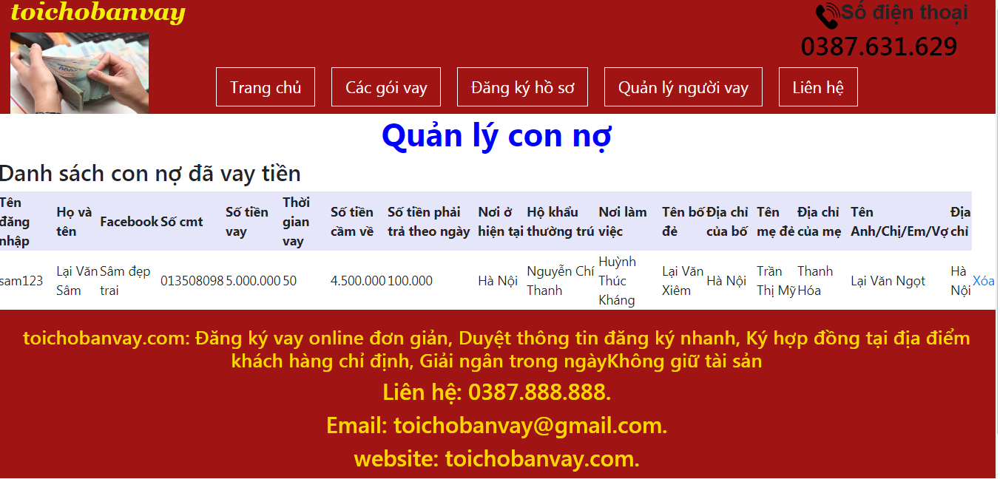 toichobanvay
Số điện thoại
0387.631.629
Trang chủ Các gói vay Đăng ký hồ sơ Quản lý người vay Liên hệ
Quản lý con nợ
Danh sách con nợ đã vay tiền
Tên đăng nhập Họ và tên Facebook Số cmt Số tiền vay Thời gian vay Số tiền cầm về Số tiền phải trả theo ngày Nơi ở hiện tại Hộ khẩu thường trú Nơi làm việc Tên bố đẻ Địa chỉ của bố Tên mẹ đẻ Địa chỉ của mẹ Tên Anh/Chị/Em/Vợ Địa chỉ
sam123 Lại Văn Sâm Sâm đẹp trai 013508098 5.000.000 50 4.500.000 100.000 Hà Nội Nguyễn Chí Thanh Huỳnh Thúc Kháng Lại Văn Xiêm Hà Nội Trần Thị Mỹ Thanh Hóa Lại Văn Ngọt Hà Nội Xóa
toichobanvay.com: Đăng ký vay online đơn giản, Duyệt thông tin đăng ký nhanh, Ký hợp đồng tại địa điểm
khách hàng chỉ định, Giải ngân trong ngàyKhông giữ tài sản
Liên hệ: 0387.888.888.
Email: toichobanvay@gmail.com.
website: toichobanvay.com.